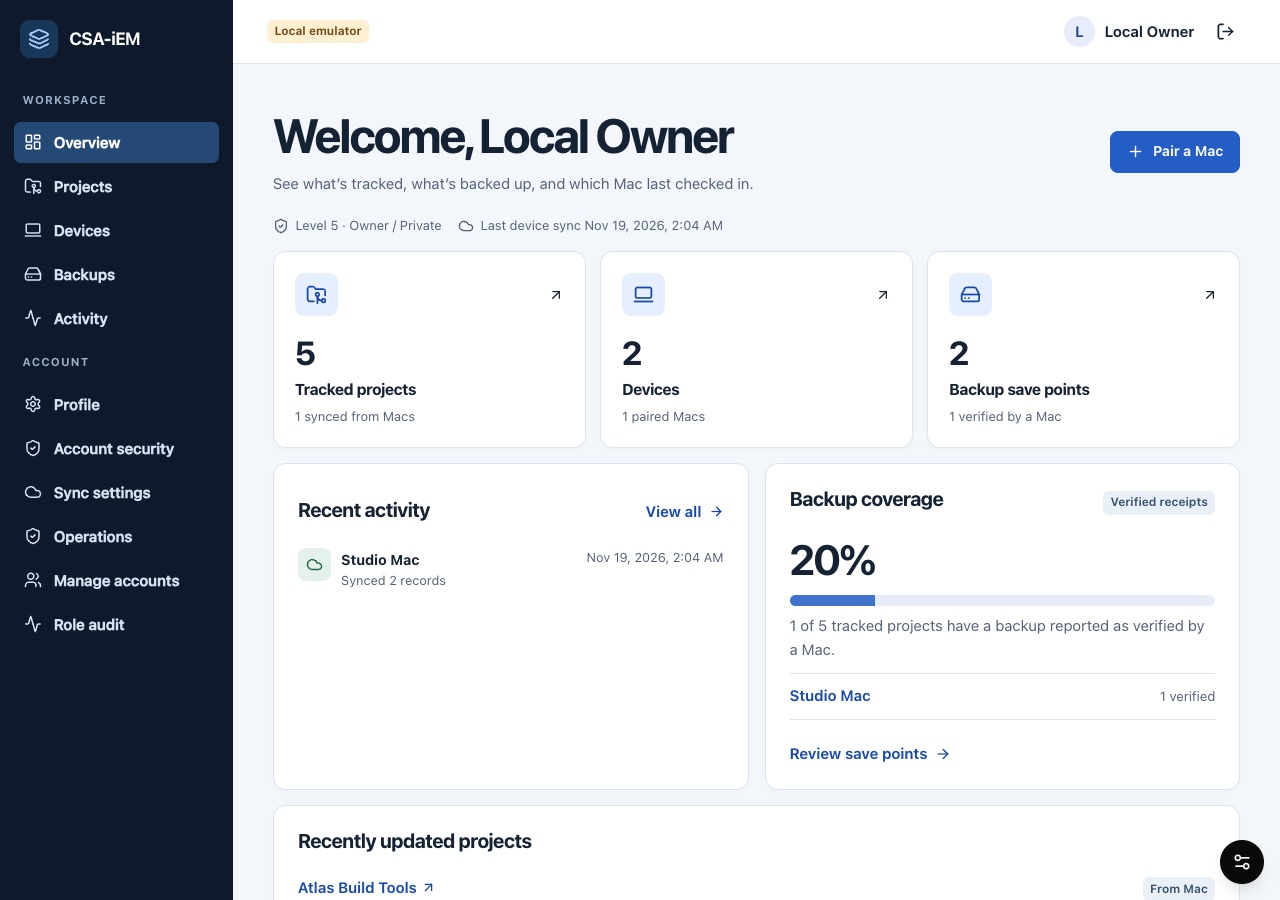 CSA-iEM
WORKSPACE
Overview
Projects
Devices
Backups
Activity
ACCOUNT
Profile
Account security
Sync settings
Operations
Manage accounts
Role audit
Local emulator
L
Local Owner
Welcome, Local Owner
See what's tracked, what's backed up, and which Mac last checked in.
Pair a Mac
Level 5 · Owner / Private
Last device sync Nov 19, 2026, 2:04 AM
5
Tracked projects
1 synced from Macs
2
Devices
1 paired Macs
2
Backup save points
1 verified by a Mac
Recent activity
View all
Studio Mac
Nov 19, 2026, 2:04 AM
Synced 2 records
Backup coverage
Verified receipts
20%
1 of 5 tracked projects have a backup reported as verified by
a Mac.
Studio Mac
1 verified
Review save points
Recently updated projects
Atlas Build Tools
From Mac